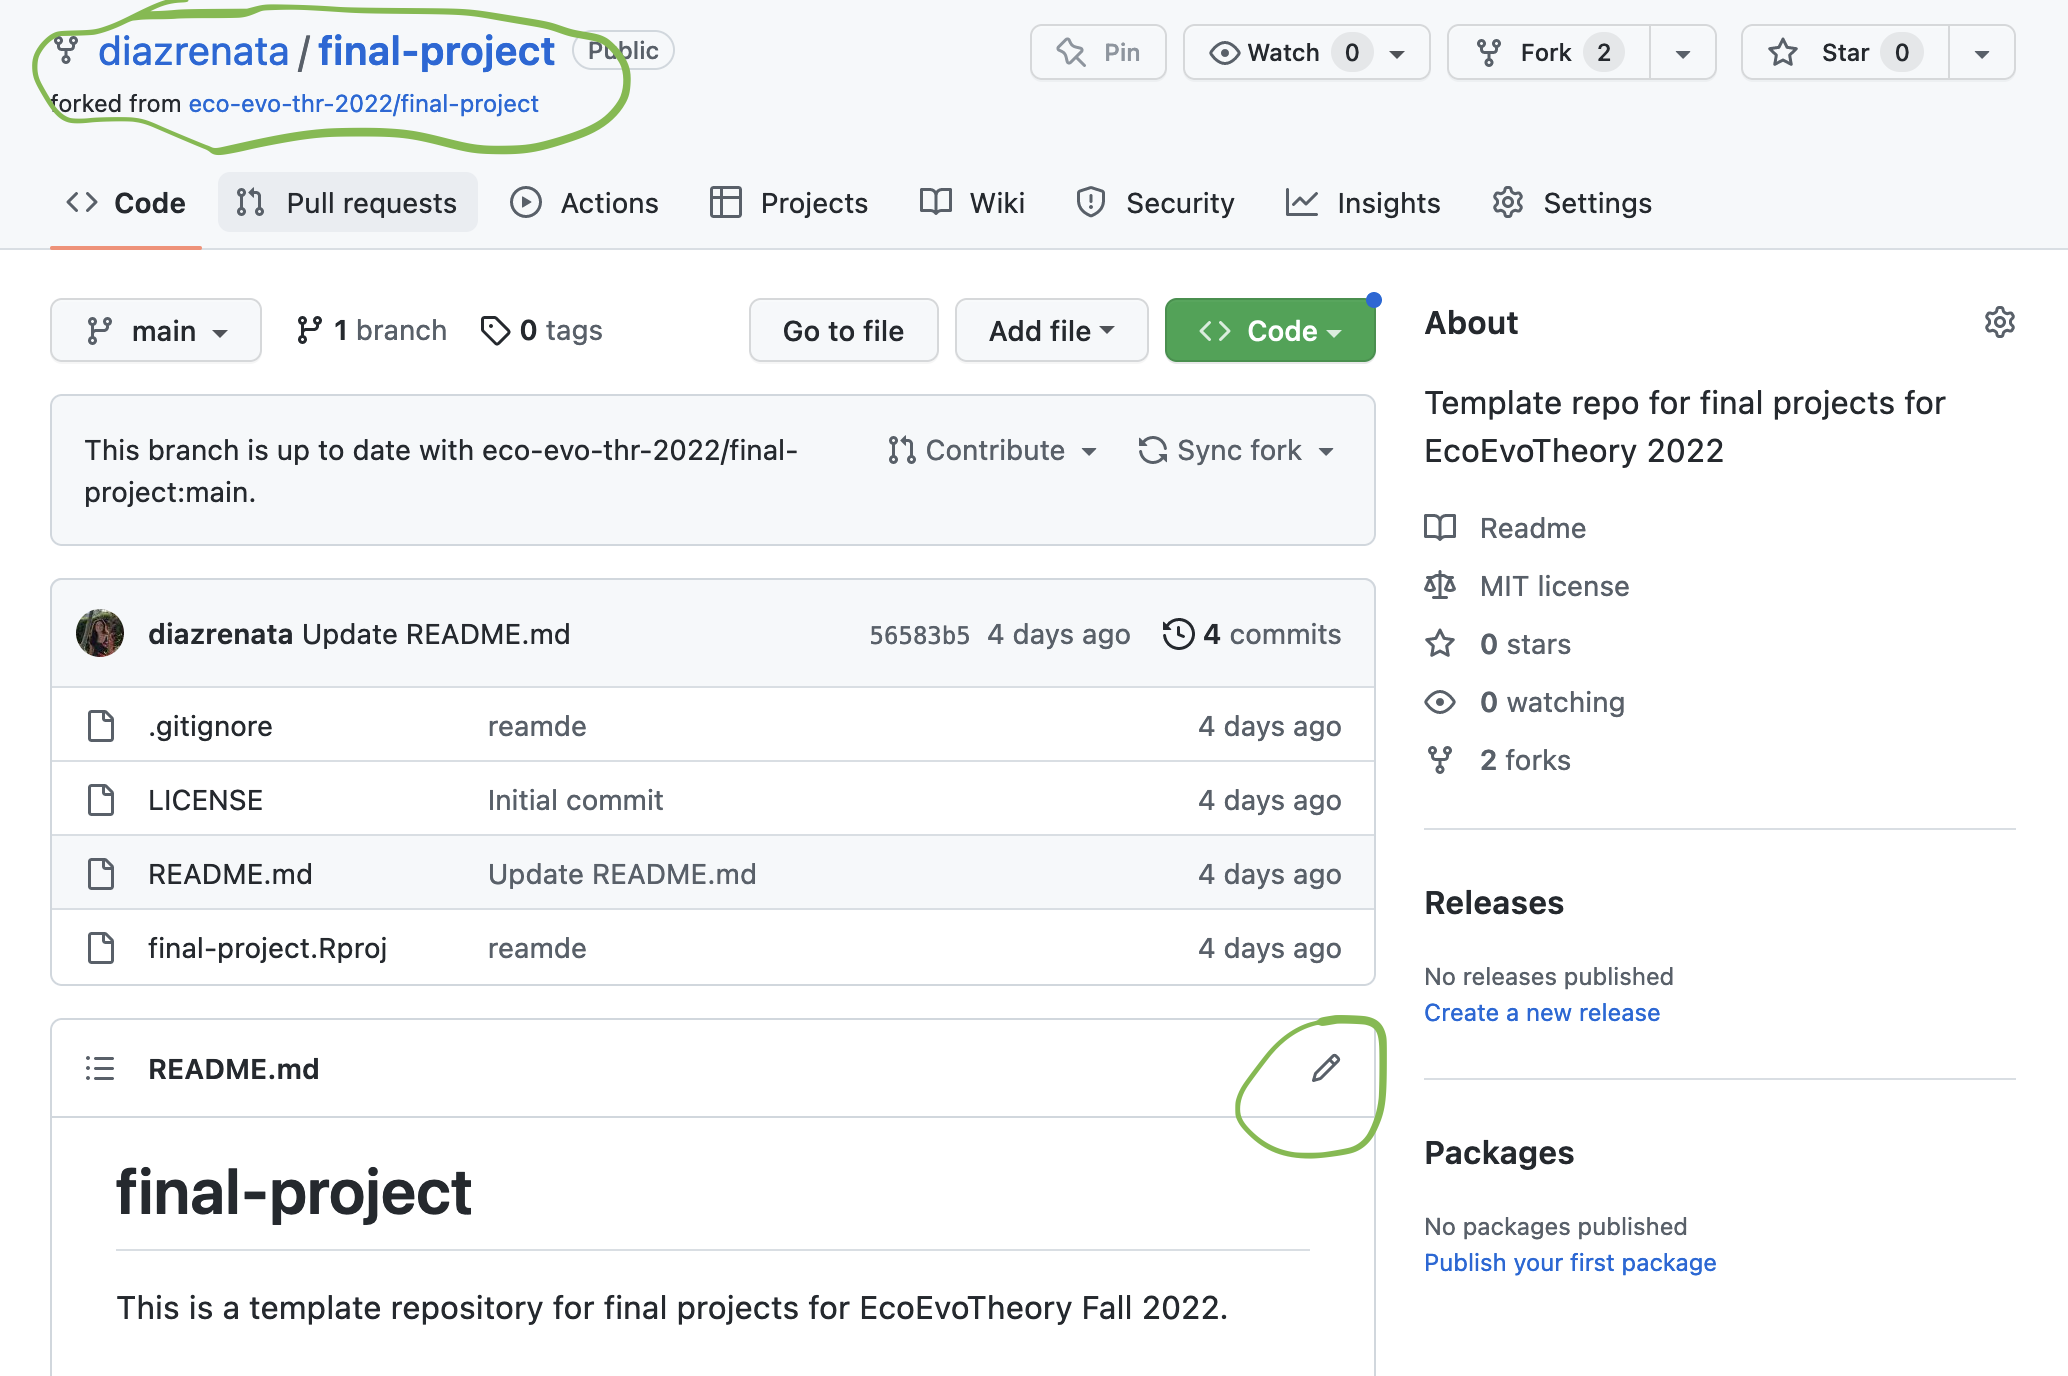 diazrenata / final-project Public
Pin
Watch 0
Fork 2
Star 0
forked from eco-evo-thr-2022/final-project
Code
Pull requests
Actions
Projects
Wiki
Security
Insights
Settings
main
1 branch
0 tags
Go to file
Add file
Code
This branch is up to date with eco-evo-thr-2022/final-
project:main.
Contribute
Sync fork
diazrenata Update README.md 56583b5 4 days ago 4 commits
.gitignore reamde 4 days ago
LICENSE Initial commit 4 days ago
README.md Update README.md 4 days ago
final-project.Rproj reamde 4 days ago
README.md
final-project
This is a template repository for final projects for EcoEvoTheory Fall 2022.
About
Template repo for final projects for
EcoEvoTheory 2022
Readme
MIT license
0 stars
0 watching
2 forks
Releases
No releases published
Create a new release
Packages
No packages published
Publish your first package